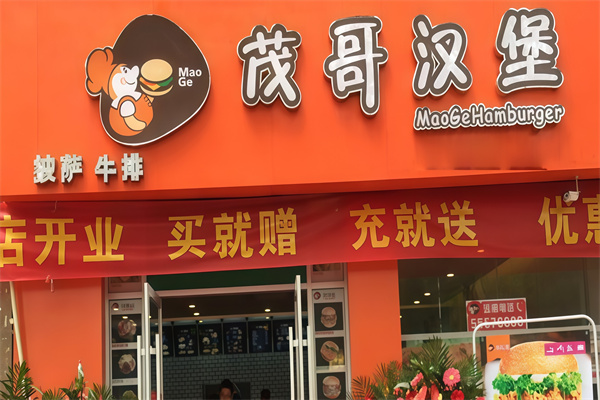 Mao
Ge
茂哥汉堡
MaoGeHamburger
披萨 牛排
店开业 买就赠 充就送 优惠